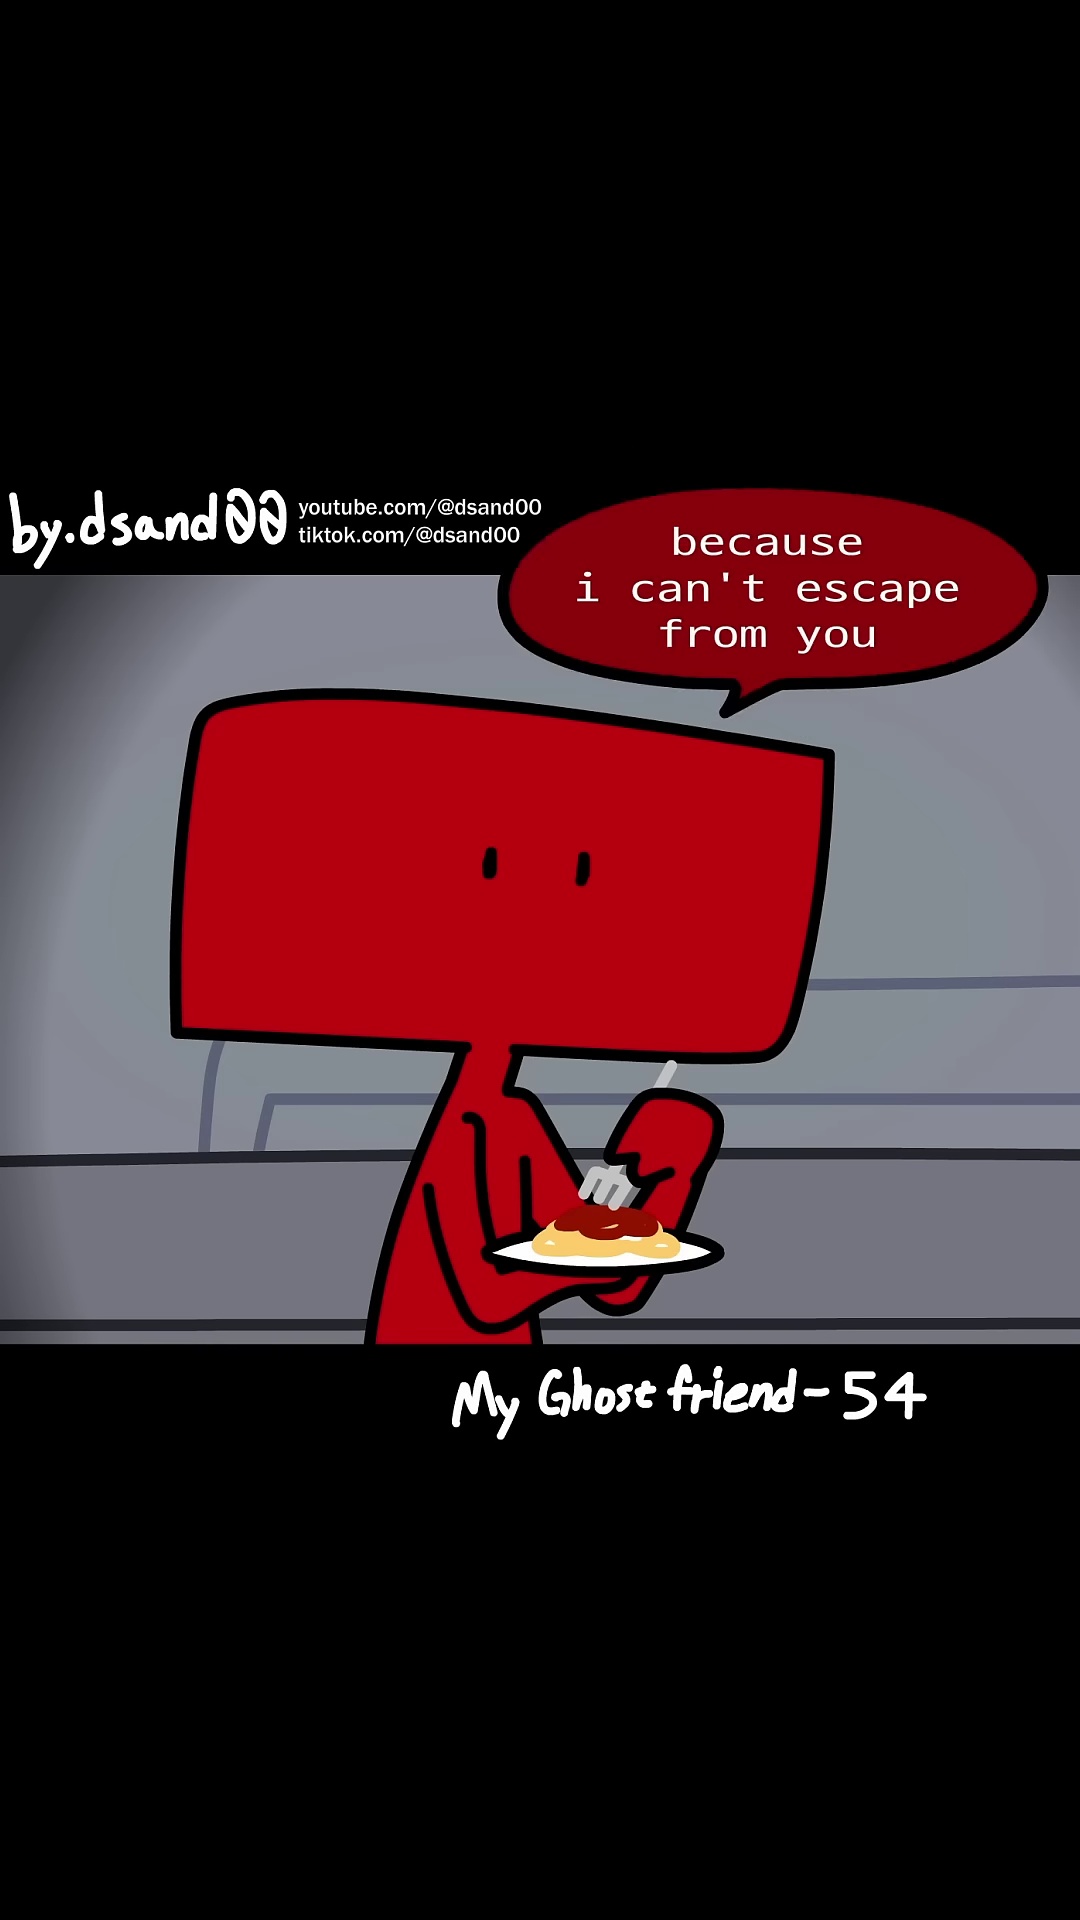 by.dsand00
youtube.com/@dsand00
tiktok.com/@dsand00
because
i can't escape
from you
My Ghost friend-54